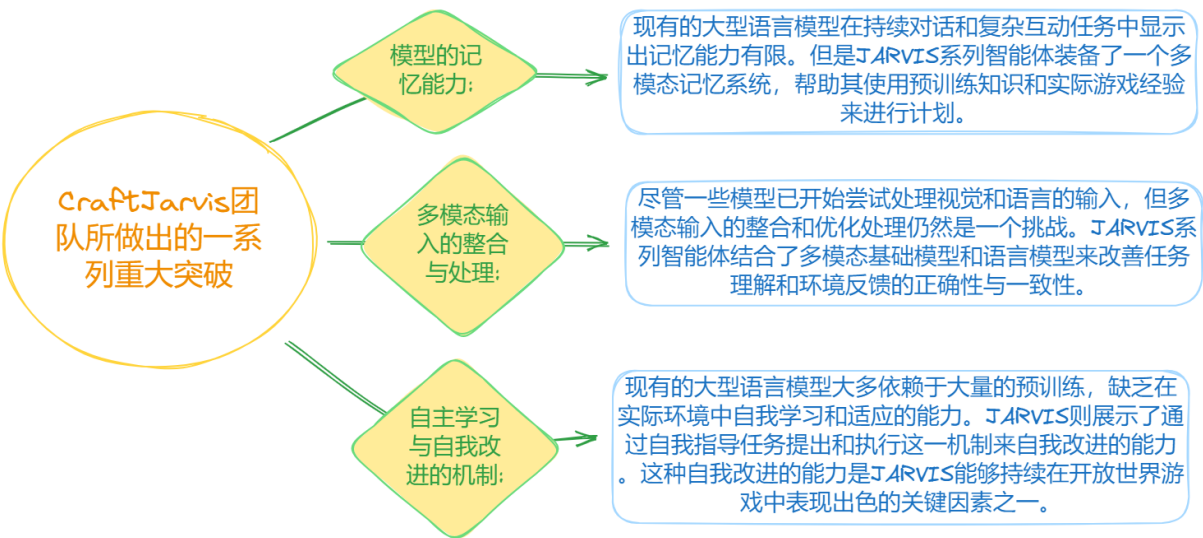 CraftJarvis团
队所做出的一系
列重大突破
模型的记
忆能力:
现有的大型语言模型在持续对话和复杂互动任务中显示
出记忆能力有限。但是JARVIS系列智能体装备了一个多
模态记忆系统，帮助其使用预训练知识和实际游戏经验
来进行计划。
多模态输
入的整合
与处理:
尽管一些模型已开始尝试处理视觉和语言的输入，但多
模态输入的整合和优化处理仍然是一个挑战。JARVIS系
列智能体结合了多模态基础模型和语言模型来改善任务
理解和环境反馈的正确性与一致性。
自主学习
与自我改
进的机制:
现有的大型语言模型大多依赖于大量的预训练，缺乏在
实际环境中自我学习和适应的能力。JARVIS则展示了通
过自我指导任务提出和执行这一机制来自我改进的能力
。这种自我改进的能力是JARVIS能够持续在开放世界游
戏中表现出色的关键因素之一。